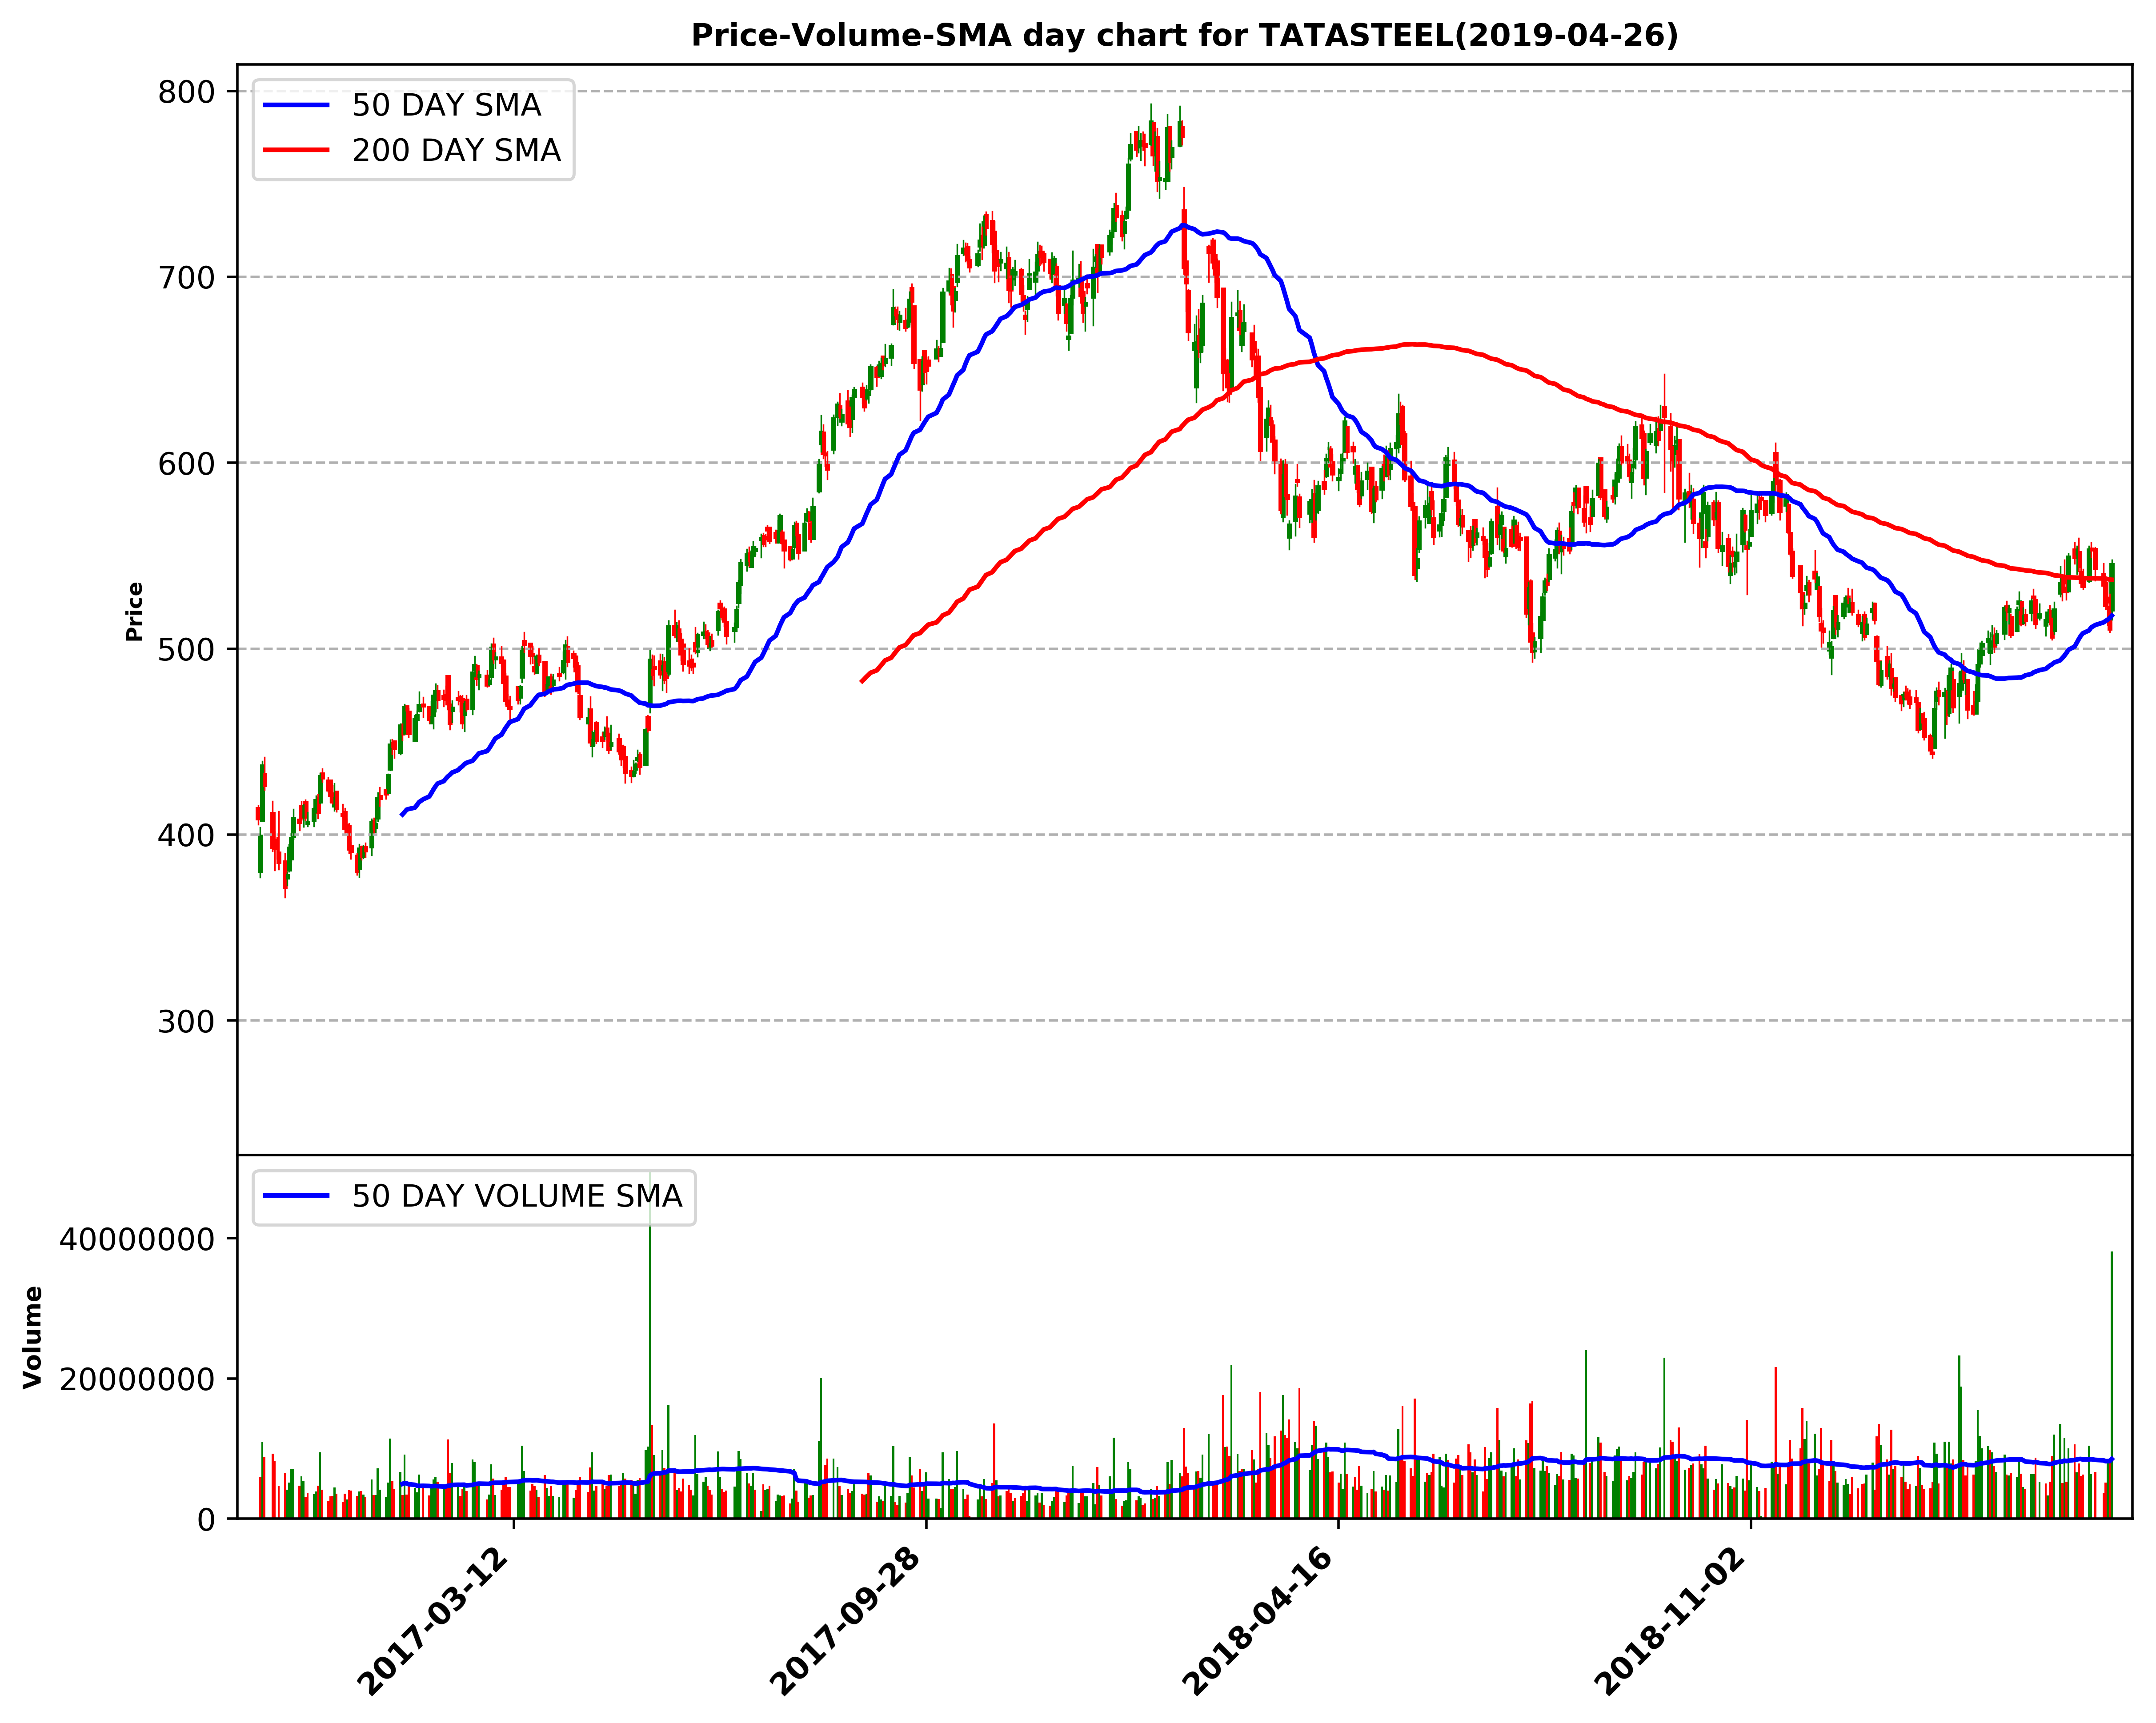 Price-Volume-SMA day chart for TATASTEEL(2019-04-26)
50 DAY SMA
200 DAY SMA
800
700
600
500
400
300
Price
50 DAY VOLUME SMA
40000000
20000000
0
Volume
2017-03-12
2017-09-28
2018-04-16
2018-11-02